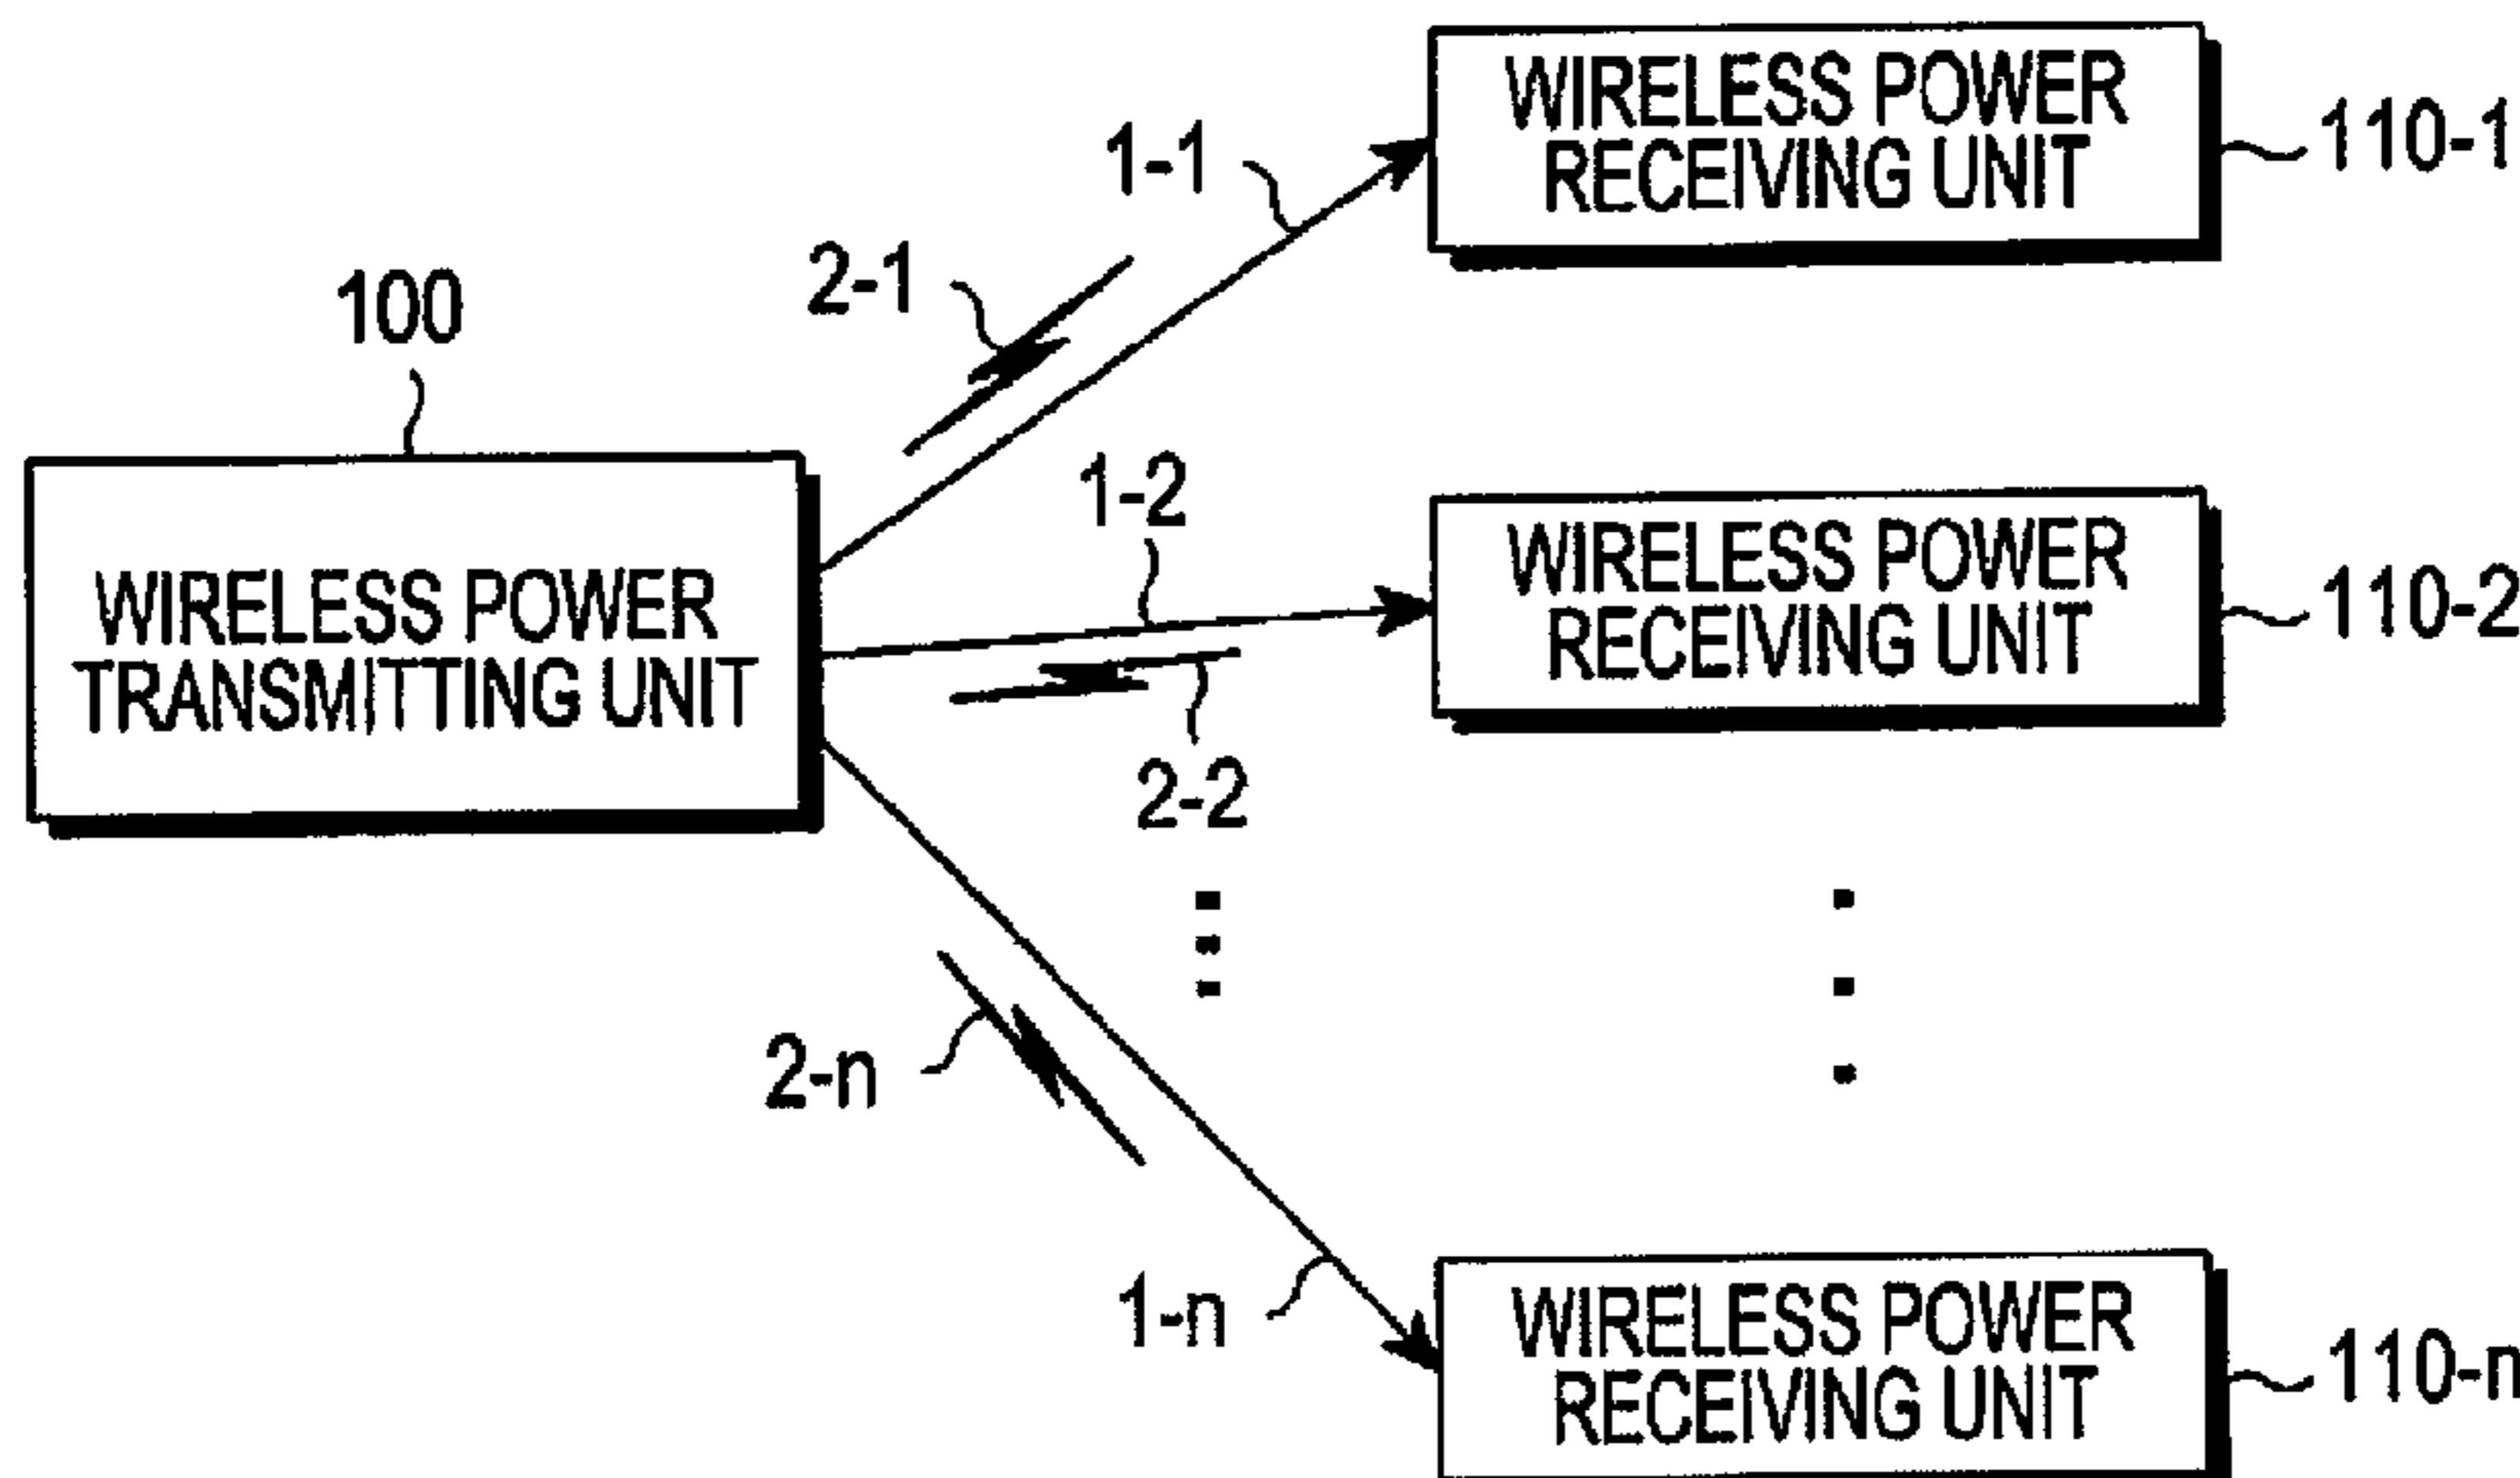 WIRELESS POWER
RECEIVING UNIT
110-1
1-1
2-1
100
1-2
WIRELESS POWER
RECEIVING UNIT
110-2
WIRELESS POWER
TRANSMITTING UNIT
2-2
2-n
1-n
WIRELESS POWER
RECEIVING UNIT
110-n